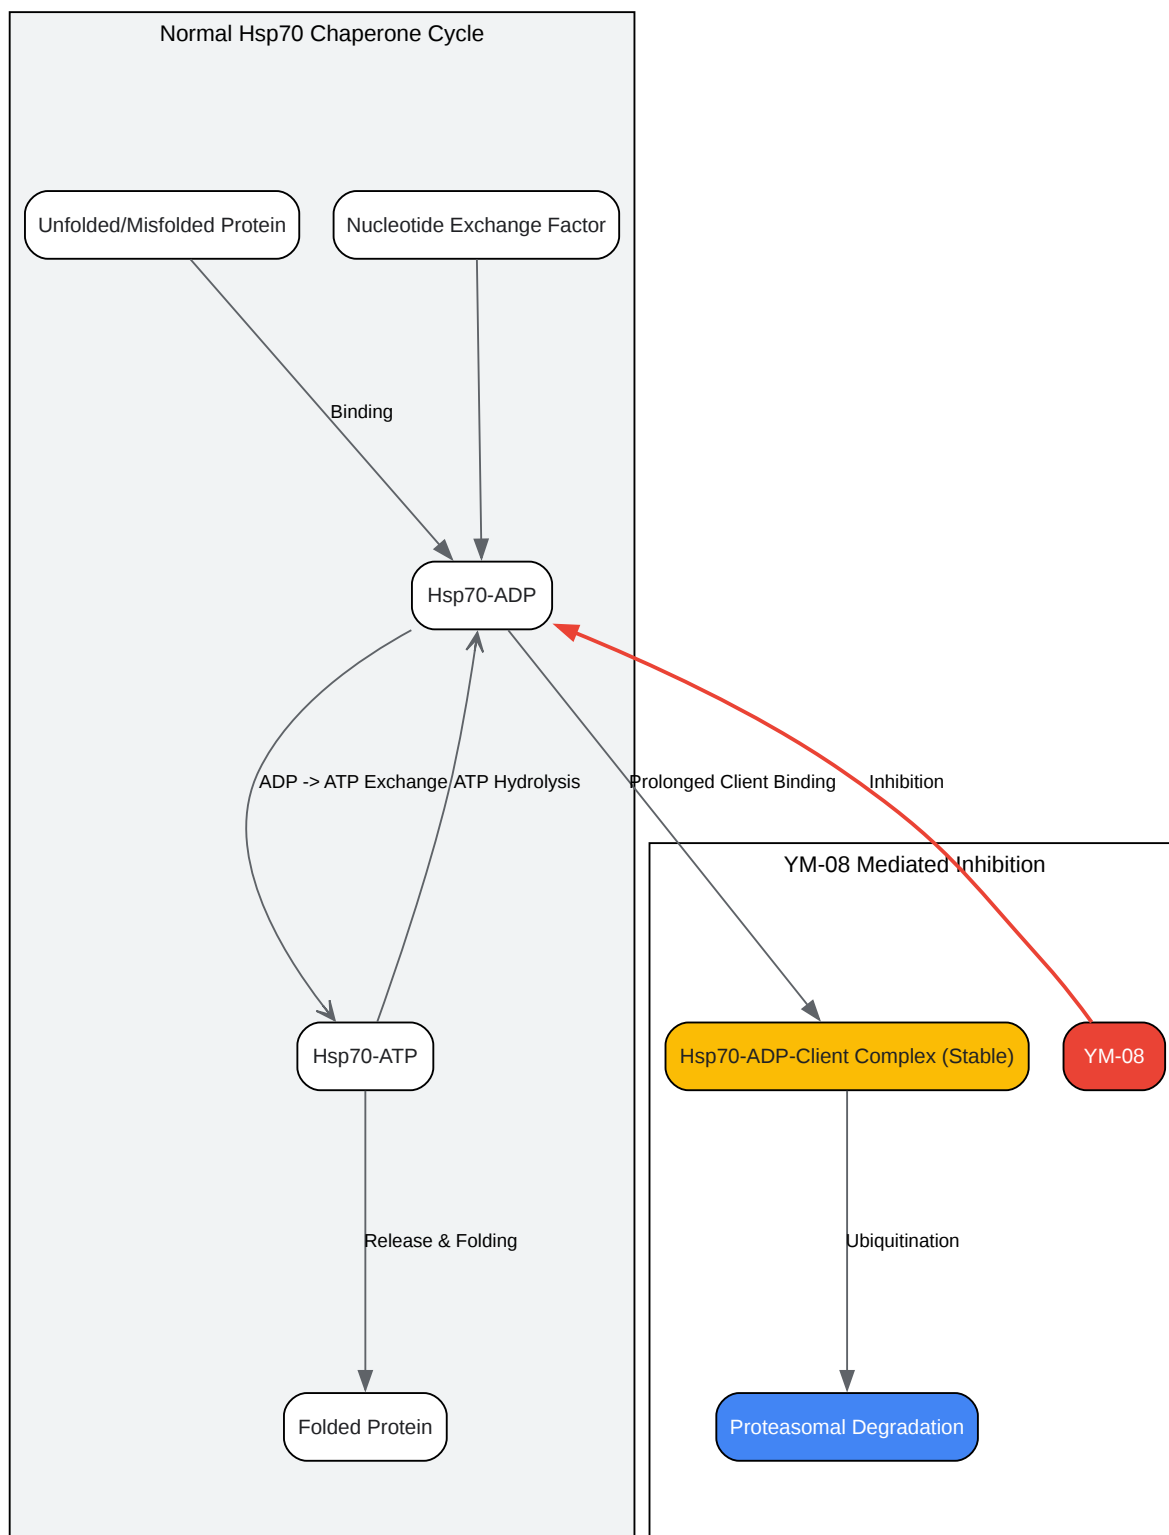 Normal Hsp70 Chaperone Cycle
Unfolded/Misfolded Protein
Nucleotide Exchange Factor
Binding
Hsp70-ADP
ADP -> ATP Exchange
ATP Hydrolysis
Prolonged Client Binding
Inhibition
YM-08 Mediated Inhibition
Hsp70-ATP
Hsp70-ADP-Client Complex (Stable)
YM-08
Release & Folding
Ubiquitination
Folded Protein
Proteasomal Degradation